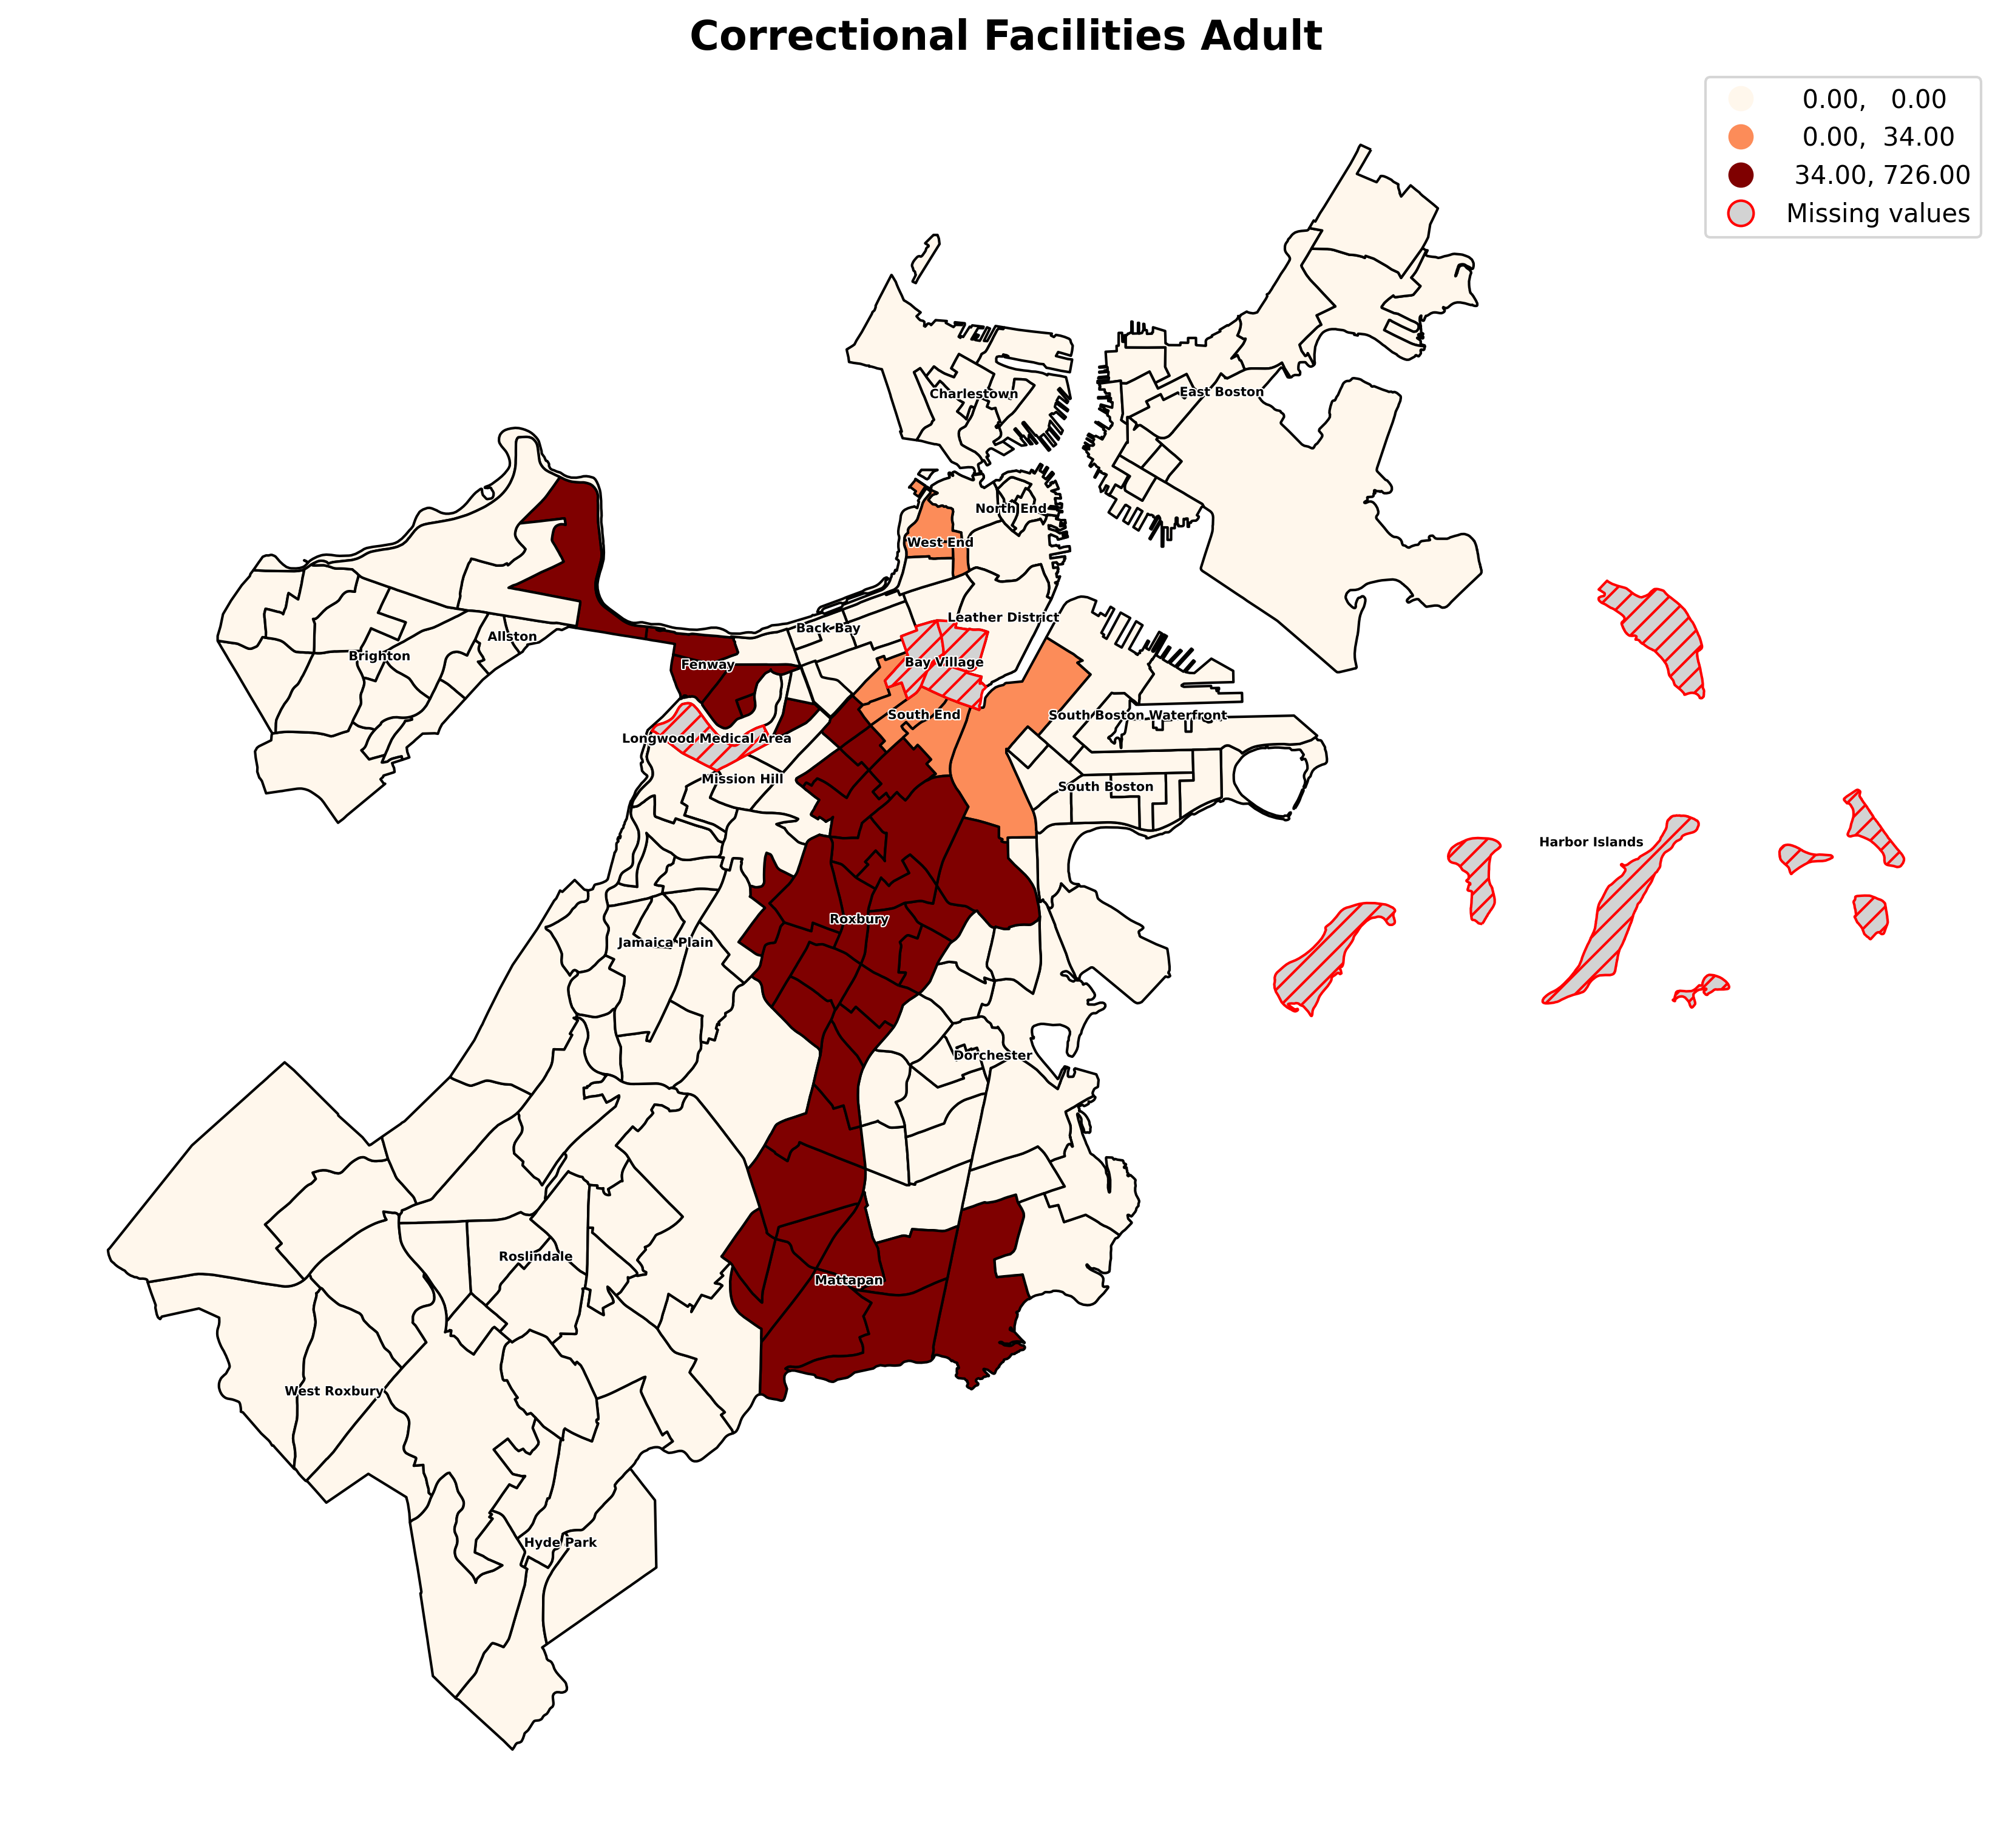 Correctional Facilities Adult
0.00, 0.00
0.00, 34.00
34.00, 726.00
Missing values
Charlestown
East Boston
North End
West End
Leather District
Back Bay
Allston
Brighton
Fenway
Bay Village
South End
South Boston Waterfront
Longwood Medical Area
Mission Hill
South Boston
Harbor Islands
Roxbury
Jamaica Plain
Dorchester
Roslindale
Mattapan
West Roxbury
Hyde Park